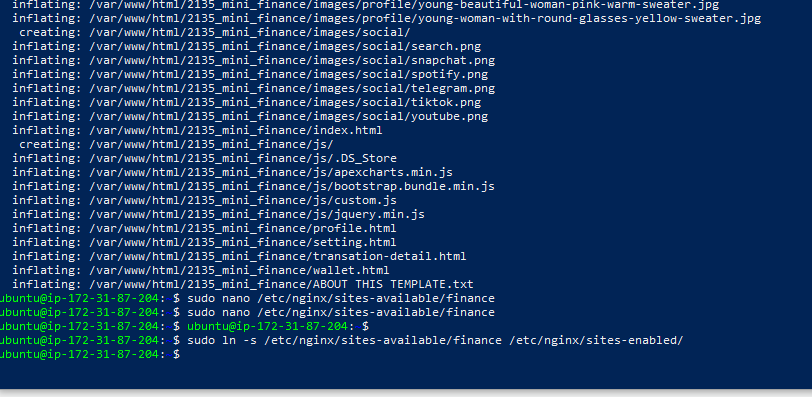 inflating: /var/www/html/2135_mini_finance/images/profile/young-beautiful-woman-pink-warm-sweater.jpg
inflating: /var/www/html/2135_mini_finance/images/profile/young-woman-with-round-glasses-yellow-sweater.jpg
creating: /var/www/html/2135_mini_finance/images/social/
inflating: /var/www/html/2135_mini_finance/images/social/search.png
inflating: /var/www/html/2135_mini_finance/images/social/snapchat.png
inflating: /var/www/html/2135_mini_finance/images/social/spotify.png
inflating: /var/www/html/2135_mini_finance/images/social/telegram.png
inflating: /var/www/html/2135_mini_finance/images/social/tiktok.png
inflating: /var/www/html/2135_mini_finance/images/social/youtube.png
inflating: /var/www/html/2135_mini_finance/index.html
creating: /var/www/html/2135_mini_finance/js/
inflating: /var/www/html/2135_mini_finance/js/.DS_Store
inflating: /var/www/html/2135_mini_finance/js/apexcharts.min.js
inflating: /var/www/html/2135_mini_finance/js/bootstrap.bundle.min.js
inflating: /var/www/html/2135_mini_finance/js/custom.js
inflating: /var/www/html/2135_mini_finance/js/jquery.min.js
inflating: /var/www/html/2135_mini_finance/profile.html
inflating: /var/www/html/2135_mini_finance/setting.html
inflating: /var/www/html/2135_mini_finance/transation-detail.html
inflating: /var/www/html/2135_mini_finance/wallet.html
inflating: /var/www/html/2135_mini_finance/ABOUT THIS TEMPLATE.txt
ubuntu@ip-172-31-87-204: $ sudo nano /etc/nginx/sites-available/finance
ubuntu@ip-172-31-87-204: $ sudo nano /etc/nginx/sites-available/finance
ubuntu@ip-172-31-87-204: $ ubuntu@ip-172-31-87-204: $
ubuntu@ip-172-31-87-204: $ sudo ln -s /etc/nginx/sites-available/finance /etc/nginx/sites-enabled/
ubuntu@ip-172-31-87-204: $